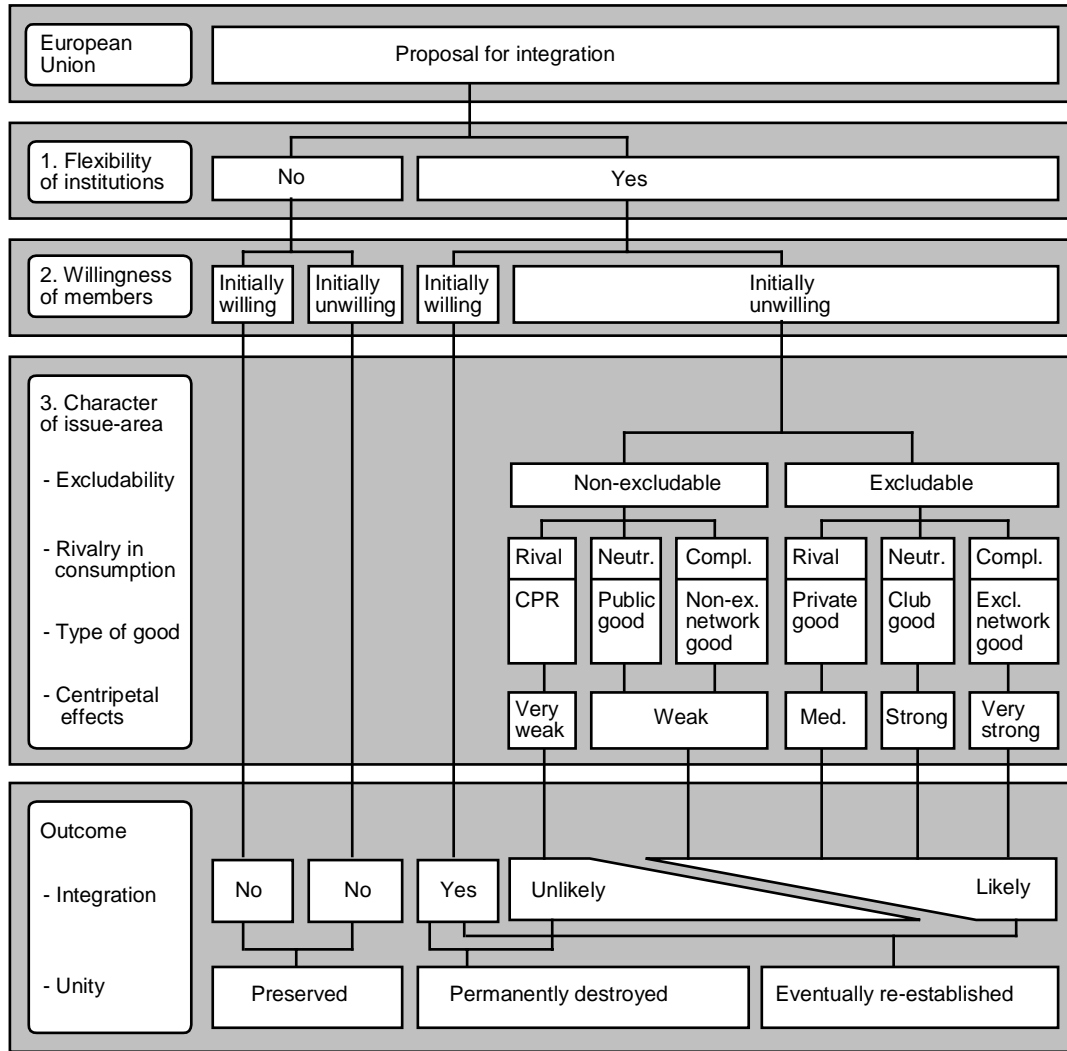 European
Union
Proposal for integration
1. Flexibility
of institutions
No
Yes
2. Willingness
of members
Initially
willing
Initially
unwilling
Initially
willing
Initially
unwilling
3. Character
of issue-area
- Excludability
- Rivalry in
consumption
- Type of good
- Centripetal
effects
Non-excludable
Excludable
Rival
Neutr.
Compl.
Rival
Neutr.
Compl.
CPR
Public
good
Non-ex.
network
good
Private
good
Club
good
Excl.
network
good
Very
weak
Weak
Med.
Strong
Very
strong
Outcome
- Integration
- Unity
No
No
Yes
Unlikely
Likely
Preserved
Permanently destroyed
Eventually re-established